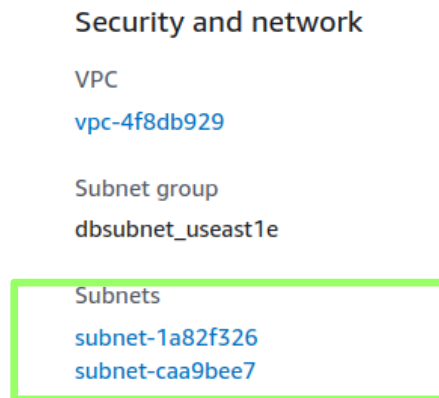 Security and network
VPC
vpc-4f8db929
Subnet group
dbsubnet_useast1e
Subnets
subnet-1a82f326
subnet-caa9bee7